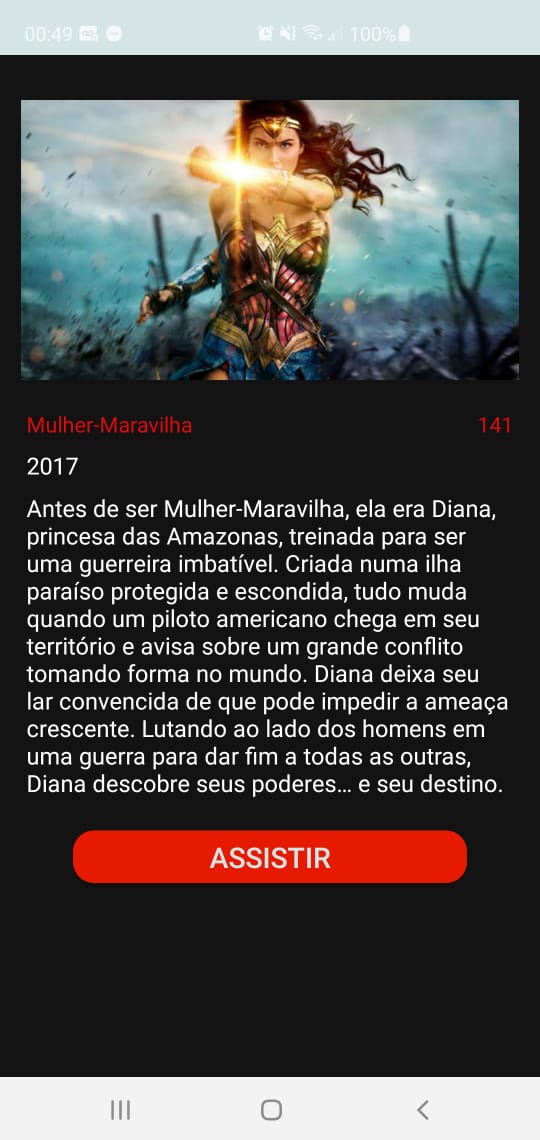 00:49
100%
Mulher-Maravilha 141
2017
Antes de ser Mulher-Maravilha, ela era Diana,
princesa das Amazonas, treinada para ser
uma guerreira imbatível. Criada numa ilha
paraíso protegida e escondida, tudo muda
quando um piloto americano chega em seu
território e avisa sobre um grande conflito
tomando forma no mundo. Diana deixa seu
lar convencida de que pode impedir a ameaça
crescente. Lutando ao lado dos homens em
uma guerra para dar fim a todas as outras,
Diana descobre seus poderes… e seu destino.
ASSISTIR